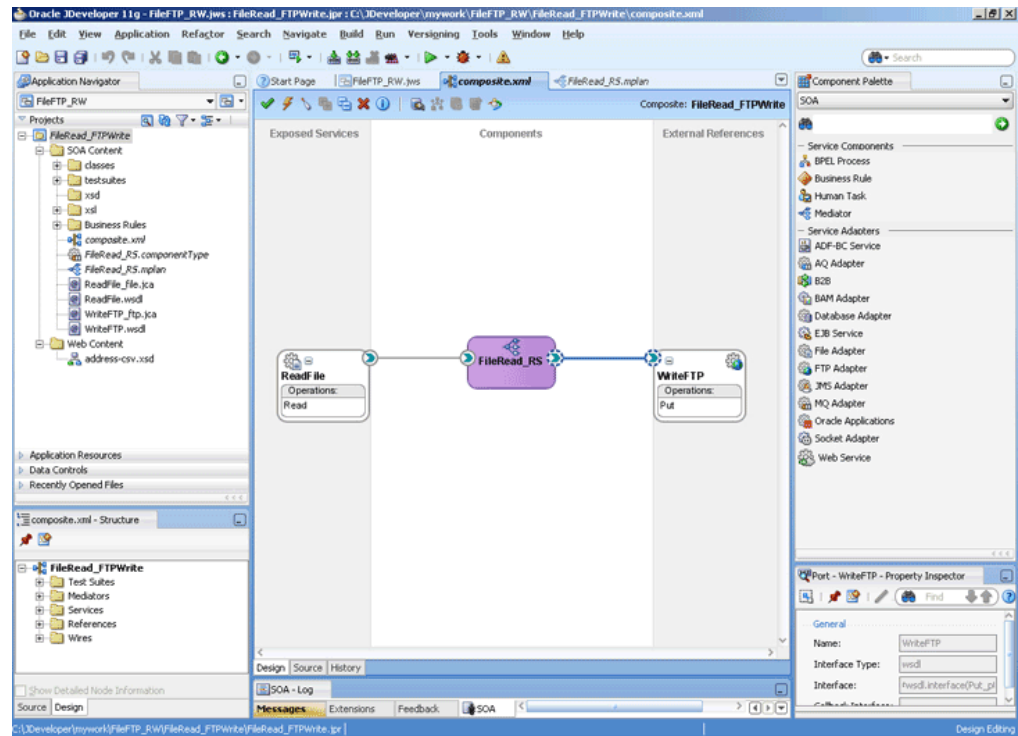 Oracle JDeveloper 11g - FileFTP_RW.jws : FileRead_FTPWrite.jpr : C:\JDeveloper\mywork\FileFTP_RW\FileRead_FTPWrite\composite.xml
File Edit View Application Refactor Search Navigate Build Run Versioning Tools Window Help
Search
Application Navigator
FileFTP_RW
Projects
FileRead_FTPWrite
SOA Content
classes
testsuites
xsd
xsl
Business Rules
composite.xml
FileRead_RS.componentType
FileRead_RS.mplan
ReadFile_file.jca
ReadFile.wsdl
WriteFTP_ftp.jca
WriteFTP.wsdl
Web Content
address-csv.xsd
Application Resources
Data Controls
Recently Opened Files
composite.xml - Structure
FileRead_FTPWrite
Test Suites
Mediators
Services
References
Wires
Show Detailed Node Information
Source Design
Start Page FileFTP_RW.jws composite.xml FileRead_RS.mplan
Composite: FileRead_FTPWrite
Exposed Services Components External References
ReadFile
Operations:
Read
FileRead_RS
WriteFTP
Operations:
Put
Design Source History
SOA - Log
Messages Extensions Feedback SOA
Component Palette
SOA
Service Components
BPEL Process
Business Rule
Human Task
Mediator
Service Adapters
ADF-BC Service
AQ Adapter
B2B
BAM Adapter
Database Adapter
EJB Service
File Adapter
FTP Adapter
JMS Adapter
MQ Adapter
Oracle Applications
Socket Adapter
Web Service
Port - WriteFTP - Property Inspector
Find
General
Name: WriteFTP
Interface Type: wsdl
Interface: #wsdl.interface(Put_pl
Callback Interface:
C:\JDeveloper\mywork\FileFTP_RW\FileRead_FTPWrite\FileRead_FTPWrite.jpr
Design Editing